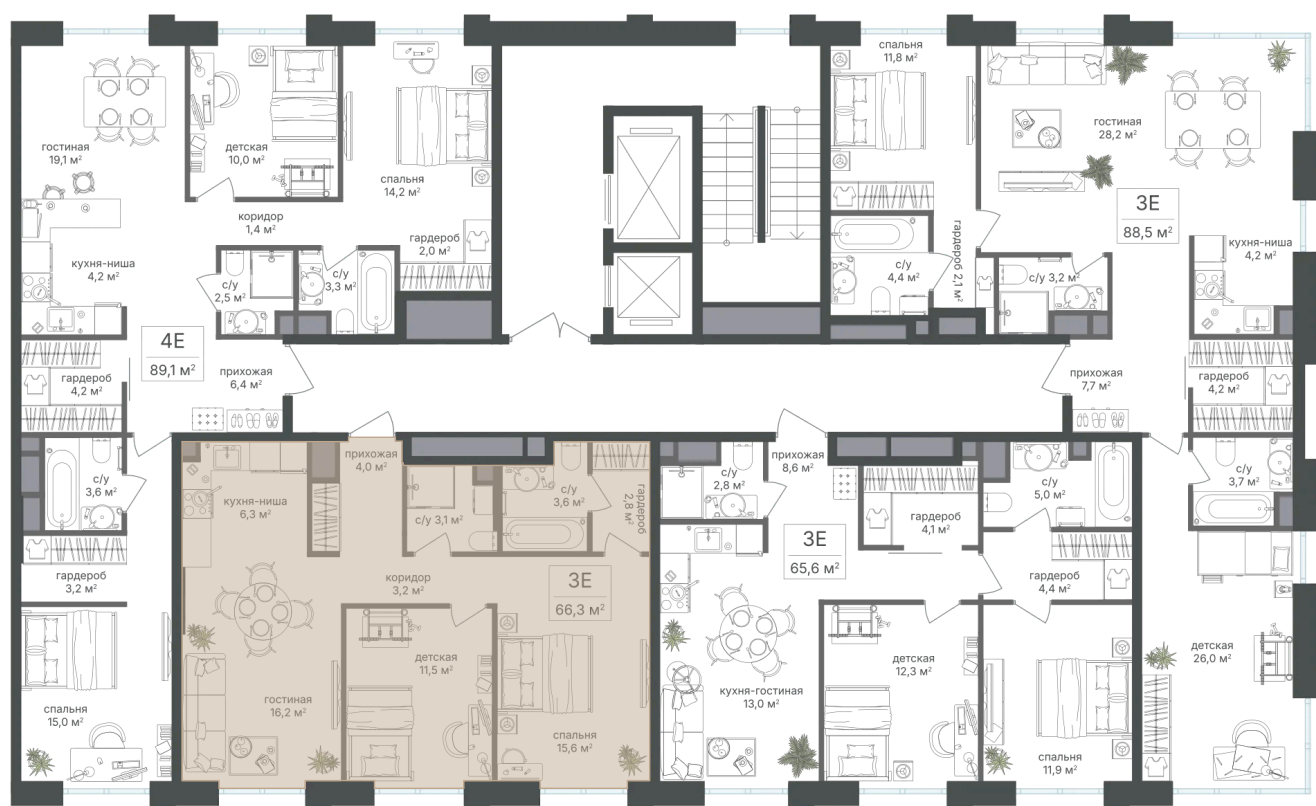 гостиная
19,1 м²
кухня-ниша
4,2 м²
детская
10,0 м²
коридор
1,4 м²
спальня
14,2 м²
гардероб
2,0 м²
с/у
2,5 м²
с/у
3,3 м²
4Е
89,1 м²
прихожая
6,4 м²
гардероб
4,2 м²
с/у
3,6 м²
гардероб
3,2 м²
спальня
15,0 м²
спальня
11,8 м²
с/у
4,4 м²
гардероб 2,1 м²
гостиная
28,2 м²
3Е
88,5 м²
кухня-ниша
4,2 м²
с/у 3,2 м²
прихожая
7,7 м²
гардероб
4,2 м²
с/у
3,7 м²
детская
26,0 м²
кухня-ниша
6,3 м²
прихожая
4,0 м²
с/у 3,1 м²
с/у
3,6 м²
гардероб
2,8 м²
коридор
3,2 м²
3Е
66,3 м²
гостиная
16,2 м²
детская
11,5 м²
спальня
15,6 м²
с/у
2,8 м²
прихожая
8,6 м²
гардероб
4,1 м²
с/у
5,0 м²
3Е
65,6 м²
гардероб
4,4 м²
кухня-гостиная
13,0 м²
детская
12,3 м²
спальня
11,9 м²